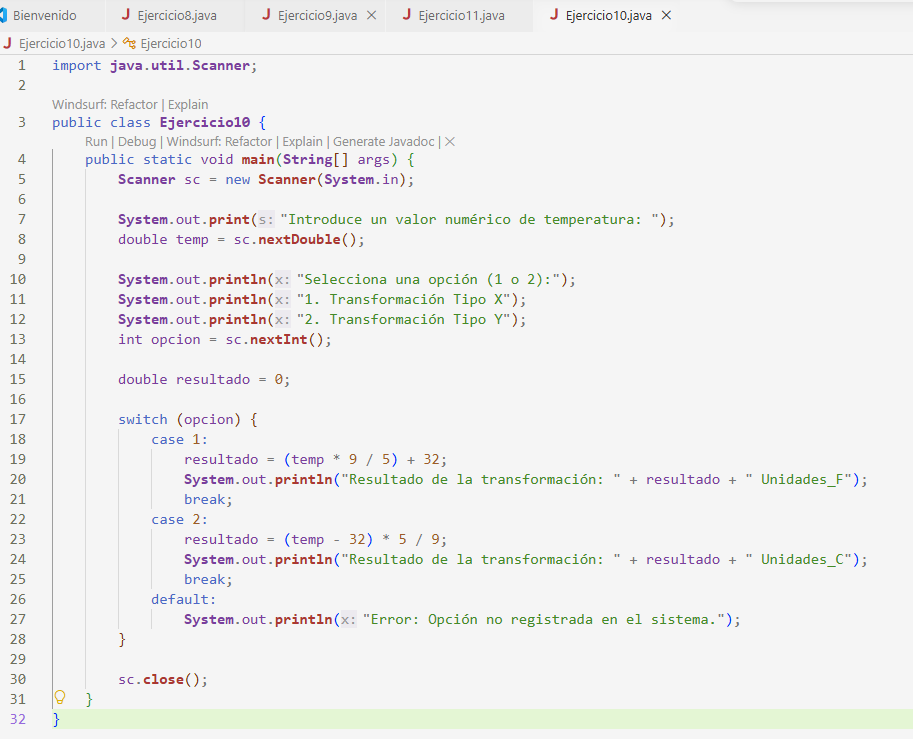 Bienvenido J Ejercicio8.java J Ejercicio9.java × J Ejercicio11.java J Ejercicio10.java ×
J Ejercicio10.java > Ejercicio10
1 import java.util.Scanner;
2
Windsurf: Refactor | Explain
3 public class Ejercicio10 {
Run | Debug | Windsurf: Refactor | Explain | Generate Javadoc | ×
4 public static void main(String[] args) {
5 Scanner sc = new Scanner(System.in);
6
7 System.out.print(s: "Introduce un valor numérico de temperatura: ");
8 double temp = sc.nextDouble();
9
10 System.out.println(x: "Selecciona una opción (1 o 2):");
11 System.out.println(x: "1. Transformación Tipo X");
12 System.out.println(x: "2. Transformación Tipo Y");
13 int opcion = sc.nextInt();
14
15 double resultado = 0;
16
17 switch (opcion) {
18 case 1:
19 resultado = (temp * 9 / 5) + 32;
20 System.out.println("Resultado de la transformación: " + resultado + " Unidades_F");
21 break;
22 case 2:
23 resultado = (temp - 32) * 5 / 9;
24 System.out.println("Resultado de la transformación: " + resultado + " Unidades_C");
25 break;
26 default:
27 System.out.println(x: "Error: Opción no registrada en el sistema.");
28 }
29
30 sc.close();
31 }
32 }